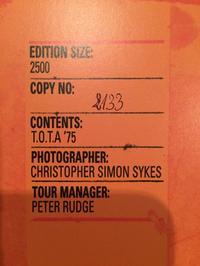 EDITION SIZE:
2500
COPY NO:
2133
CONTENTS:
T.O.T.A '75
PHOTOGRAPHER:
CHRISTOPHER SIMON SYKES
TOUR MANAGER:
PETER RUDGE